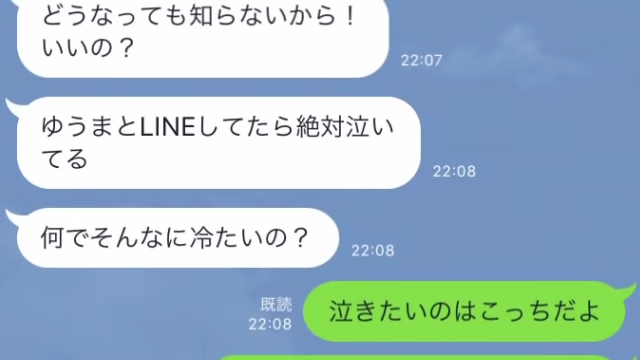 どうなっても知らないから！
いいの？
22:07
ゆうまとLINEしてたら絶対泣い
てる
22:08
何でそんなに冷たいの？
22:08
既読
22:08
泣きたいのはこっちだよ